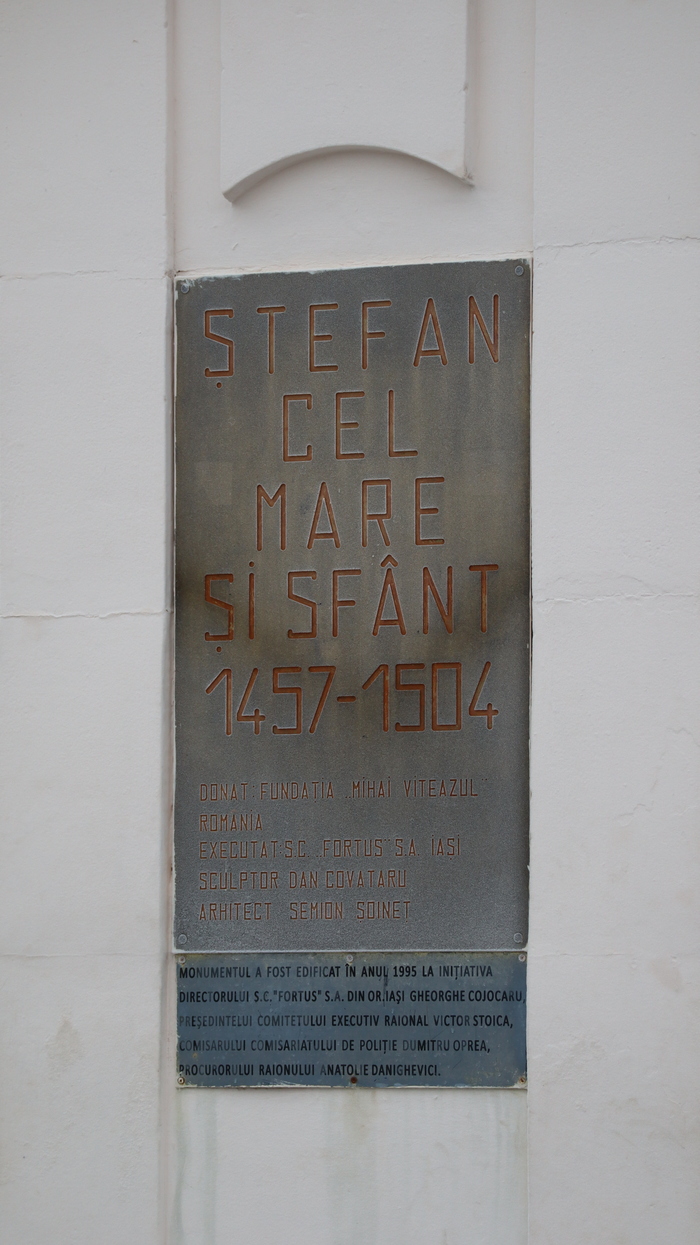 ȘTEFAN
CEL
MARE
ȘI SFÂNT
1457-1504
DONAT: FUNDATIA „MIHAI VITEAZUL"
ROMÂNIA
EXECUTAT: S.C. „FORTUS" S.A. IAȘI
SCULPTOR DAN COVATARU
ARHITECT SEMION ȘOINET
MONUMENTUL A FOST EDIFICAT ÎN ANUL 1995 LA INIȚIATIVA
DIRECTORULUI S.C."FORTUS" S.A. DIN OR.IAȘI GHEORGHE COJOCARU,
PREȘEDINTELUI COMITETULUI EXECUTIV RAIONAL VICTOR STOICA,
COMISARULUI COMISARIATULUI DE POLIȚIE DUMITRU OPREA,
PROCURORULUI RAIONULUI ANATOLIE DANIGHEVICI.